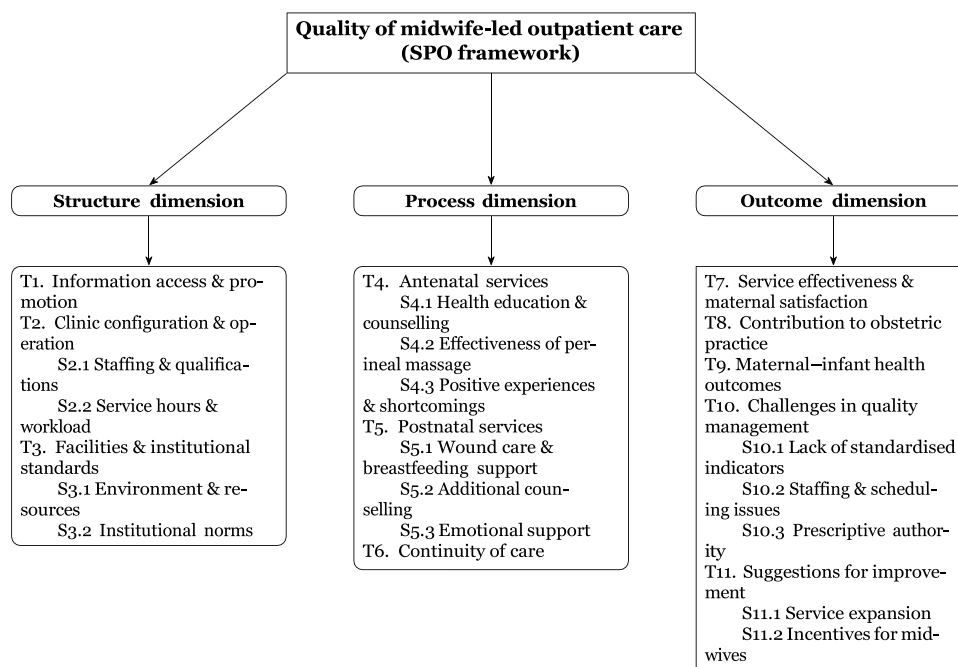 Quality of midwife-led outpatient care
(SPO framework)
Structure dimension
T1. Information access & pro-
motion
T2. Clinic configuration & op-
eration
S2.1 Staffing & qualifica-
tions
S2.2 Service hours &
workload
T3. Facilities & institutional
standards
S3.1 Environment & re-
sources
S3.2 Institutional norms
Process dimension
T4. Antenatal services
S4.1 Health education &
counselling
S4.2 Effectiveness of per-
ineal massage
S4.3 Positive experiences
& shortcomings
T5. Postnatal services
S5.1 Wound care &
breastfeeding support
S5.2 Additional coun-
selling
S5.3 Emotional support
T6. Continuity of care
Outcome dimension
T7. Service effectiveness &
maternal satisfaction
T8. Contribution to obstetric
practice
T9. Maternal–infant health
outcomes
T10. Challenges in quality
management
S10.1 Lack of standardised
indicators
S10.2 Staffing & schedul-
ing issues
S10.3 Prescriptive author-
ity
T11. Suggestions for improve-
ment
S11.1 Service expansion
S11.2 Incentives for mid-
wives